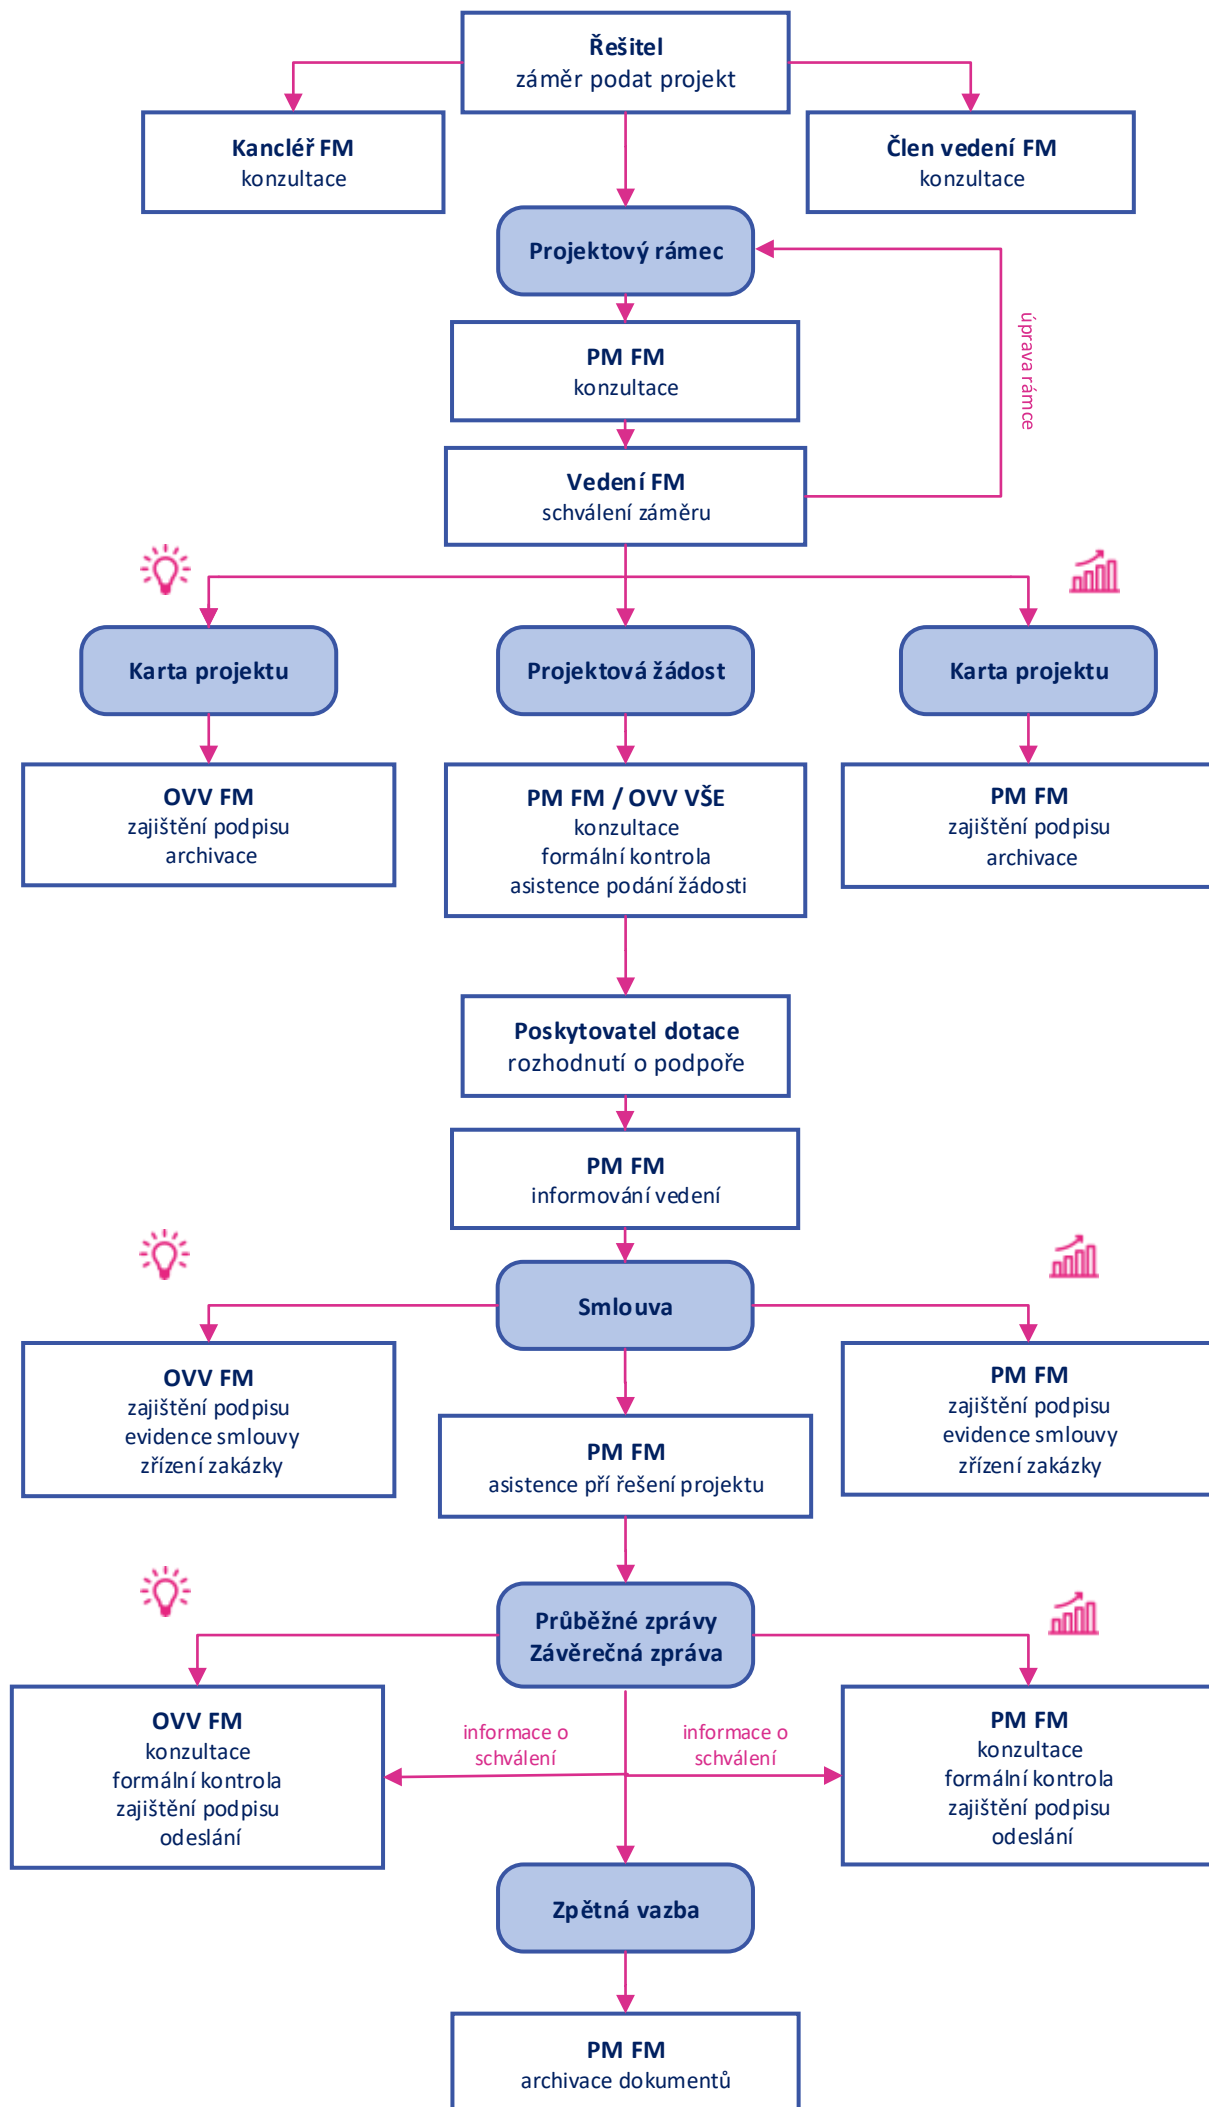 Řešitel
záměr podat projekt
Kancléř FM
konzultace
Člen vedení FM
konzultace
Projektový rámec
úprava rámce
PM FM
konzultace
Vedení FM
schválení záměru
Karta projektu
Projektová žádost
Karta projektu
OVV FM
zajištění podpisu
archivace
PM FM / OVV VŠE
konzultace
formální kontrola
asistence podání žádosti
PM FM
zajištění podpisu
archivace
Poskytovatel dotace
rozhodnutí o podpoře
PM FM
informování vedení
Smlouva
OVV FM
zajištění podpisu
evidence smlouvy
zřízení zakázky
PM FM
zajištění podpisu
evidence smlouvy
zřízení zakázky
PM FM
asistence pří řešení projektu
Průběžné zprávy
Závěrečná zpráva
OVV FM
konzultace
formální kontrola
zajištění podpisu
odeslání
informace o
schválení
informace o
schválení
PM FM
konzultace
formální kontrola
zajištění podpisu
odeslání
Zpětná vazba
PM FM
archivace dokumentů